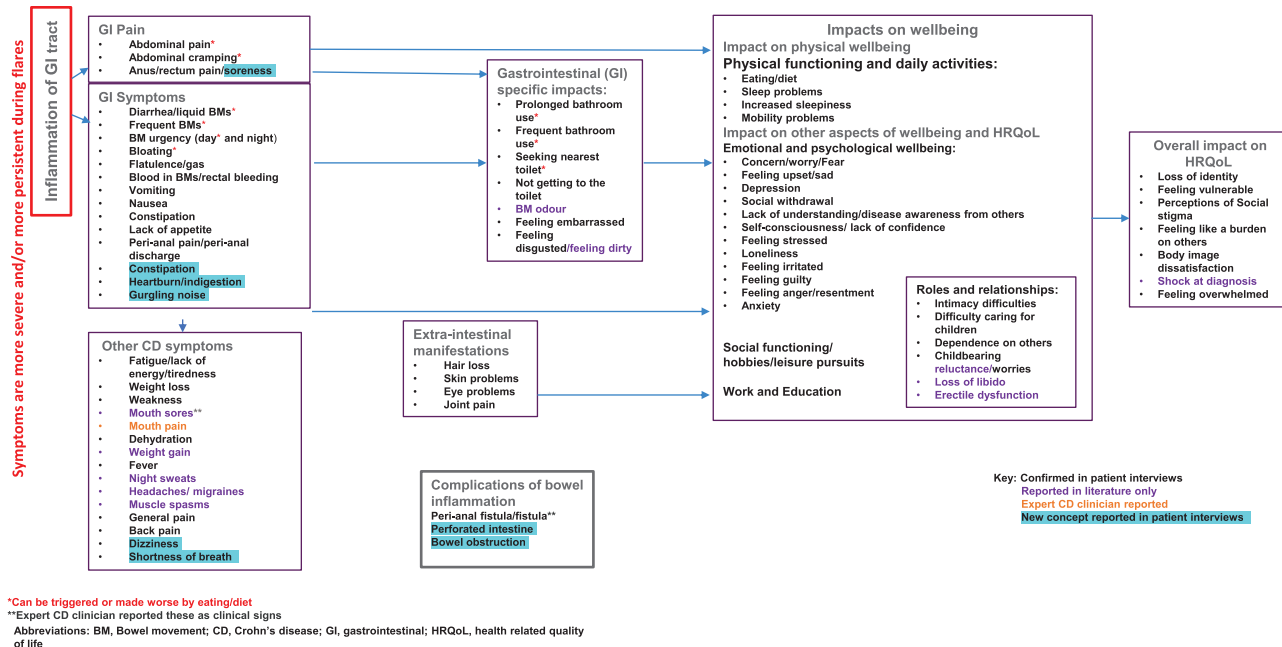 Symptoms are more severe and/or more persistent during flares
Inflammation of GI tract
GI Pain
• Abdominal pain*
• Abdominal cramping*
• Anus/rectum pain/soreness
GI Symptoms
• Diarrhea/liquid BMs*
• Frequent BMs*
• BM urgency (day* and night)
• Bloating*
• Flatulence/gas
• Blood in BMs/rectal bleeding
• Vomiting
• Nausea
• Constipation
• Lack of appetite
• Peri-anal pain/peri-anal
discharge
• Constipation
• Heartburn/indigestion
• Gurgling noise
Other CD symptoms
• Fatigue/lack of
energy/tiredness
• Weight loss
• Weakness
• Mouth sores**
• Mouth pain
• Dehydration
• Weight gain
• Fever
• Night sweats
• Headaches/ migraines
• Muscle spasms
• General pain
• Back pain
• Dizziness
• Shortness of breath
Gastrointestinal (GI)
specific impacts:
• Prolonged bathroom
use*
• Frequent bathroom
use*
• Seeking nearest
toilet*
• Not getting to the
toilet
• BM odour
• Feeling embarrassed
• Feeling
disgusted/feeling dirty
Extra-intestinal
manifestations
• Hair loss
• Skin problems
• Eye problems
• Joint pain
Complications of bowel
inflammation
Peri-anal fistula/fistula**
Perforated intestine
Bowel obstruction
Impacts on wellbeing
Impact on physical wellbeing
Physical functioning and daily activities:
• Eating/diet
• Sleep problems
• Increased sleepiness
• Mobility problems
Impact on other aspects of wellbeing and HRQoL
Emotional and psychological wellbeing:
• Concern/worry/Fear
• Feeling upset/sad
• Depression
• Social withdrawal
• Lack of understanding/disease awareness from others
• Self-consciousness/ lack of confidence
• Feeling stressed
• Loneliness
• Feeling irritated
• Feeling guilty
• Feeling anger/resentment
• Anxiety
Social functioning/
hobbies/leisure pursuits
Work and Education
Roles and relationships:
• Intimacy difficulties
• Difficulty caring for
children
• Dependence on others
• Childbearing
reluctance/worries
• Loss of libido
• Erectile dysfunction
Overall impact on
HRQoL
• Loss of identity
• Feeling vulnerable
• Perceptions of Social
stigma
• Feeling like a burden
on others
• Body image
dissatisfaction
• Shock at diagnosis
• Feeling overwhelmed
Key: Confirmed in patient interviews
Reported in literature only
Expert CD clinician reported
New concept reported in patient interviews
*Can be triggered or made worse by eating/diet
**Expert CD clinician reported these as clinical signs
Abbreviations: BM, Bowel movement; CD, Crohn's disease; GI, gastrointestinal; HRQoL, health related quality
of life